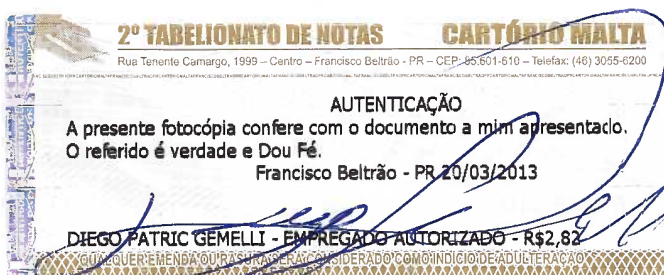 2º TABELIONATO DE NOTAS CARTÓRIO MALTA
Rua Tenente Camargo, 1999 – Centro – Francisco Beltrão - PR – CEP: 85.601-610 – Telefax: (46) 3055-6200
AUTENTICAÇÃO
A presente fotocópia confere com o documento a mim apresentado.
O referido é verdade e Dou Fé.
Francisco Beltrão - PR 20/03/2013
DIEGO PATRIC GEMELLI - EMPREGADO AUTORIZADO - R$2,82
QUALQUER EMENDA OU RASURA SERÁ CONSIDERADO COMO INDÍCIO DE ADULTERAÇÃO